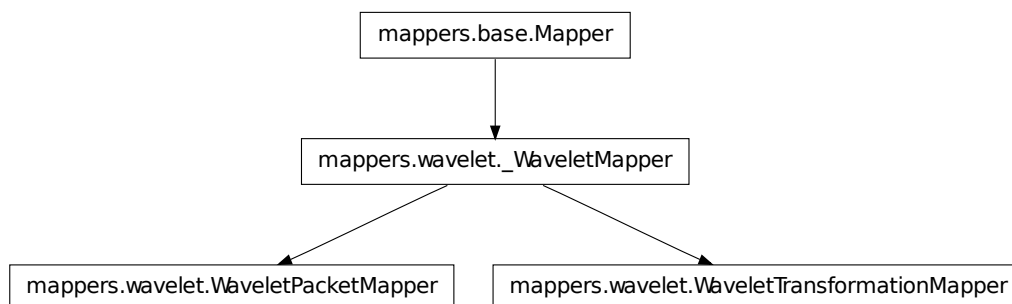 mappers.base.Mapper
mappers.wavelet._WaveletMapper
mappers.wavelet.WaveletPacketMapper
mappers.wavelet.WaveletTransformationMapper